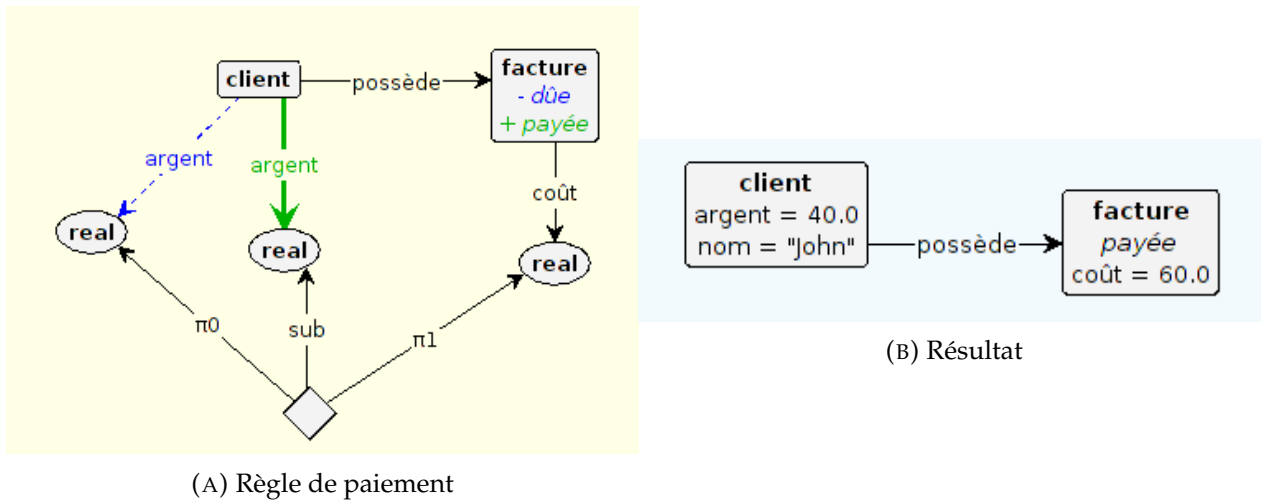 client
possède
facture
- dûe
+ payée
argent
argent
coût
real
real
real
π0
sub
π1
(A) Règle de paiement
client
argent = 40.0
nom = "John"
possède
facture
payée
coût = 60.0
(B) Résultat